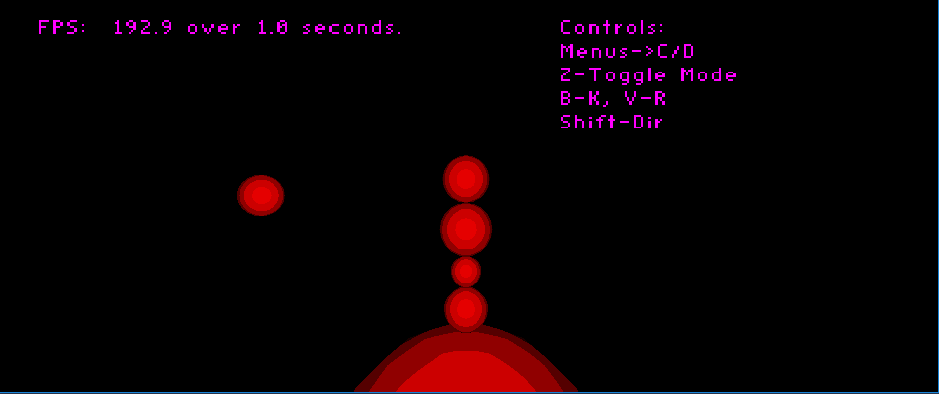 FPS: 192.9 over 1.0 seconds.
Controls:
Menus->C/D
Z-Toggle Mode
B-K, V-R
Shift-Dir